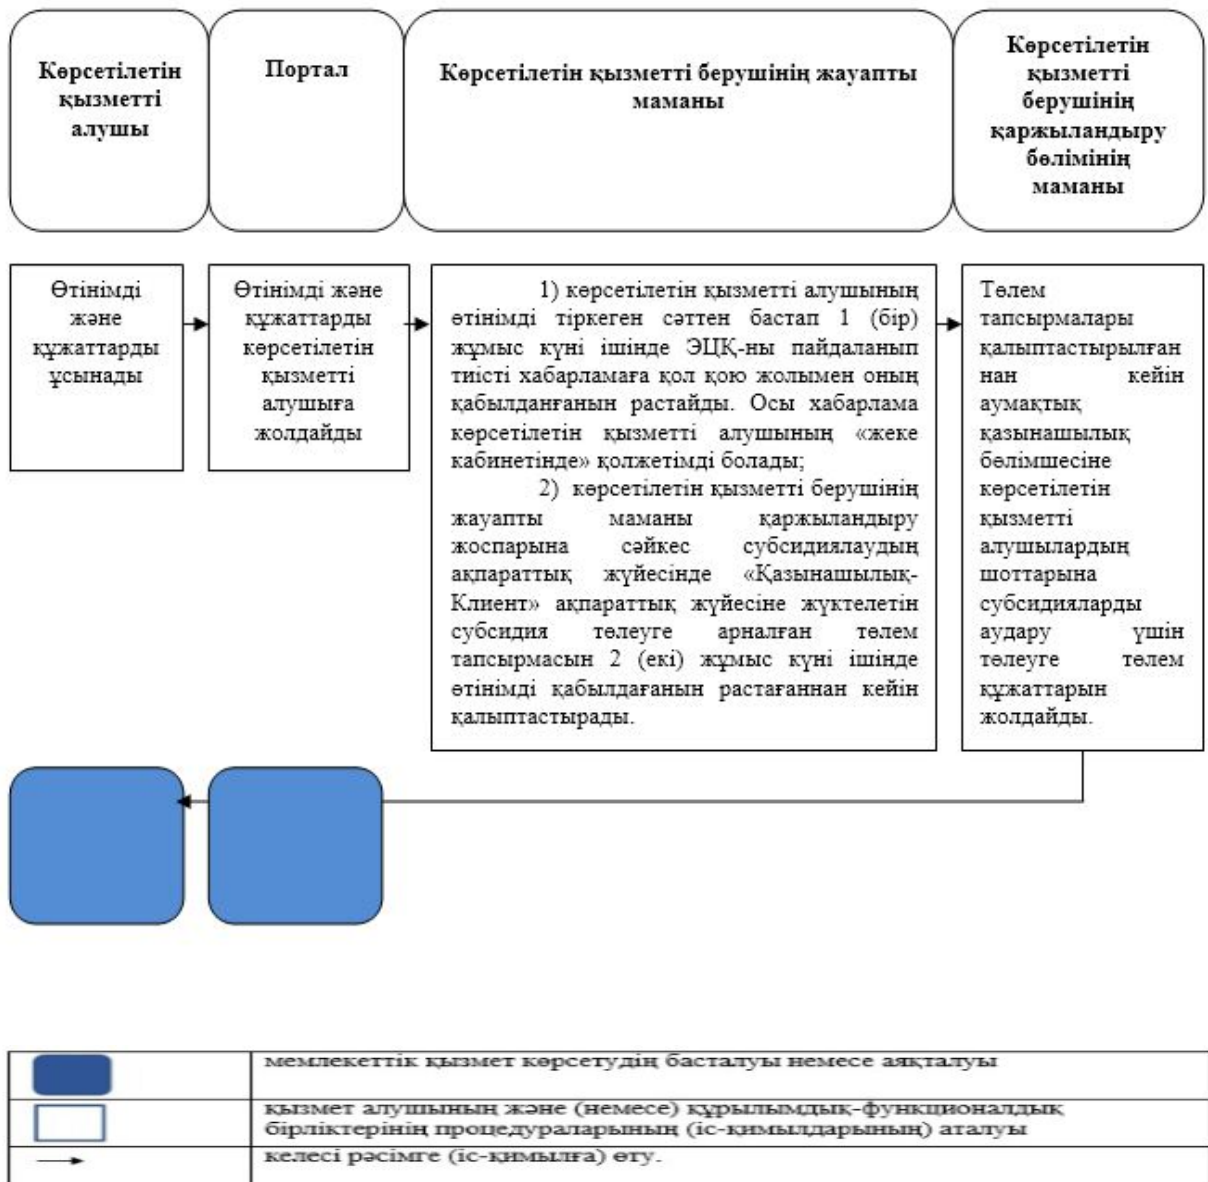 Көрсетілетін
қызметті
алушы
Портал
Көрсетілетін қызметті берушінің жауапты
маманы
Көрсетілетін
қызметті
берушінің
қаржыландыру
бөлімінің
маманы
Өтінімді
және
құжаттарды
ұсынады
Өтінімді және
құжаттарды
көрсетілетін
қызметті
алушыға
жолдайды
1) көрсетілетін қызметті алушының
өтінімді тіркеген сәттен бастап 1 (бір)
жұмыс күні ішінде ЭЦҚ-ны пайдаланып
тиісті хабарламаға қол қою жолымен оның
қабылданғанын растайды. Осы хабарлама
көрсетілетін қызметті алушының «жеке
кабинетінде» қолжетімді болады;
2) көрсетілетін қызметті берушінің
жауапты маманы қаржыландыру
жоспарына сәйкес субсидиялаудың
ақпараттық жүйесінде «Қазынашылық-
Клиент» ақпараттық жүйесіне жүктелетін
субсидия төлеуге арналған төлем
тапсырмасын 2 (екі) жұмыс күні ішінде
өтінімді қабылдағанын растағаннан кейін
қалыптастырады.
Төлем
тапсырмалары
қалыптастырылған
нан кейін
аумақтық
қазынашылық
бөлімшесіне
көрсетілетін
қызметті
алушылардың
шоттарына
субсидияларды
аудару үшін
төлеуге төлем
құжаттарын
жолдайды.
мемлекеттік қызмет көрсетудің басталуы немесе аяқталуы
қызмет алушының және (немесе) құрылымдық-функционалдық
бірліктерінің процедураларының (іс-қимылдарының) аталуы
келесі рәсімге (іс-қимылға) өту.